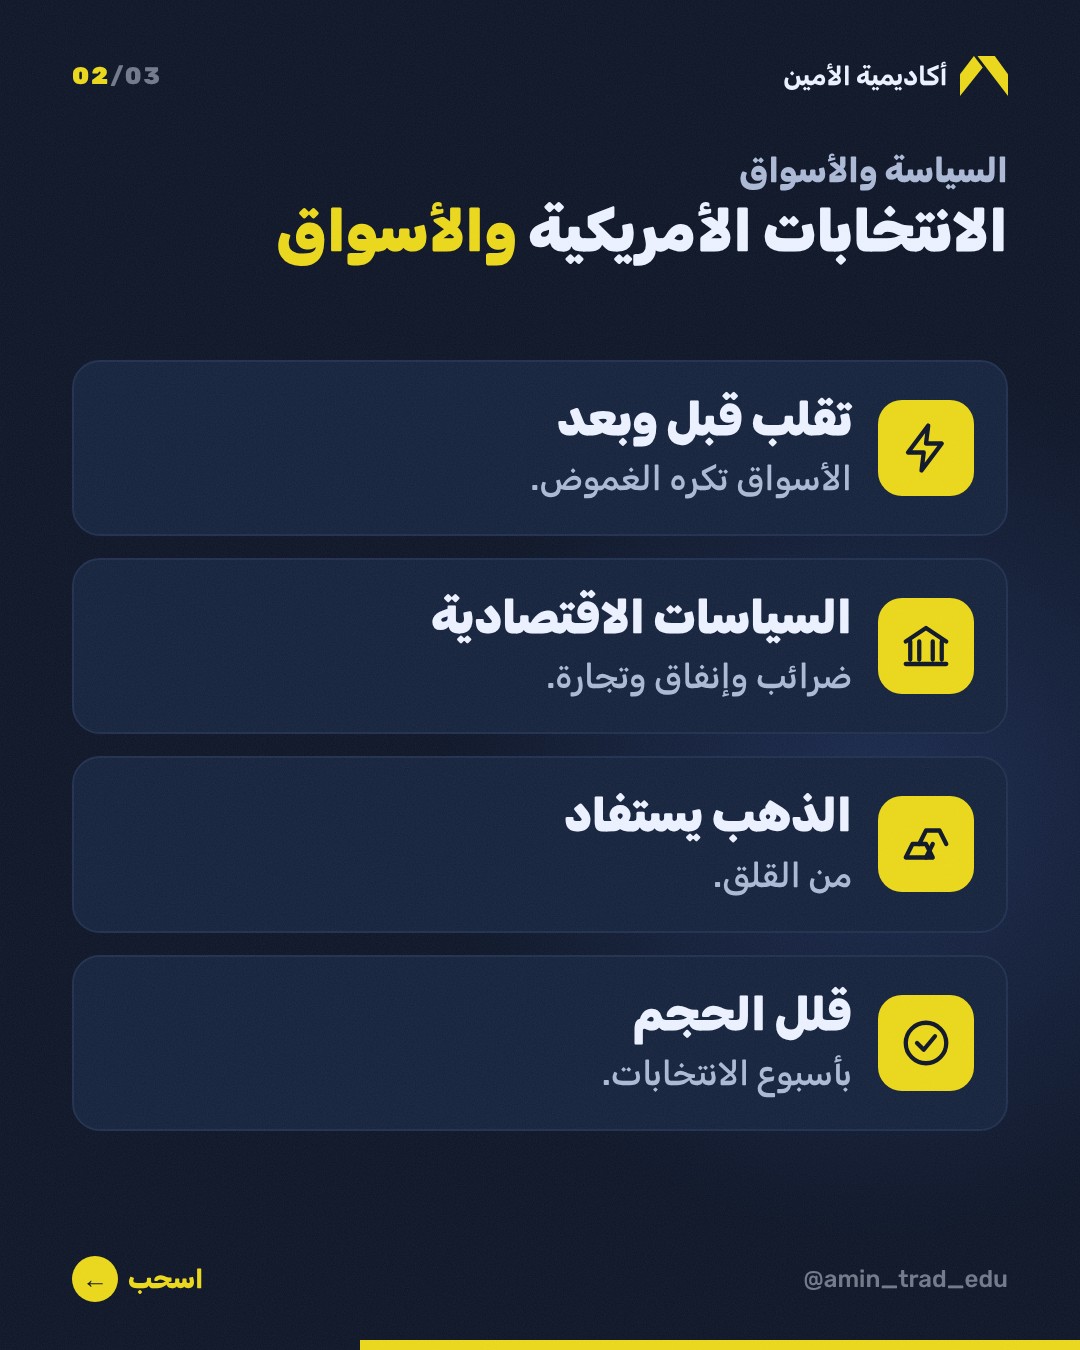 أكاديمية الأمين
02/03
السياسة والأسواق
الانتخابات الأمريكية والأسواق
تقلب قبل وبعد
الأسواق تكره الغموض.
السياسات الاقتصادية
ضرائب وإنفاق وتجارة.
الذهب يستفاد
من القلق.
قلل الحجم
بأسبوع الانتخابات.
@amin_trad_edu
اسحب ←